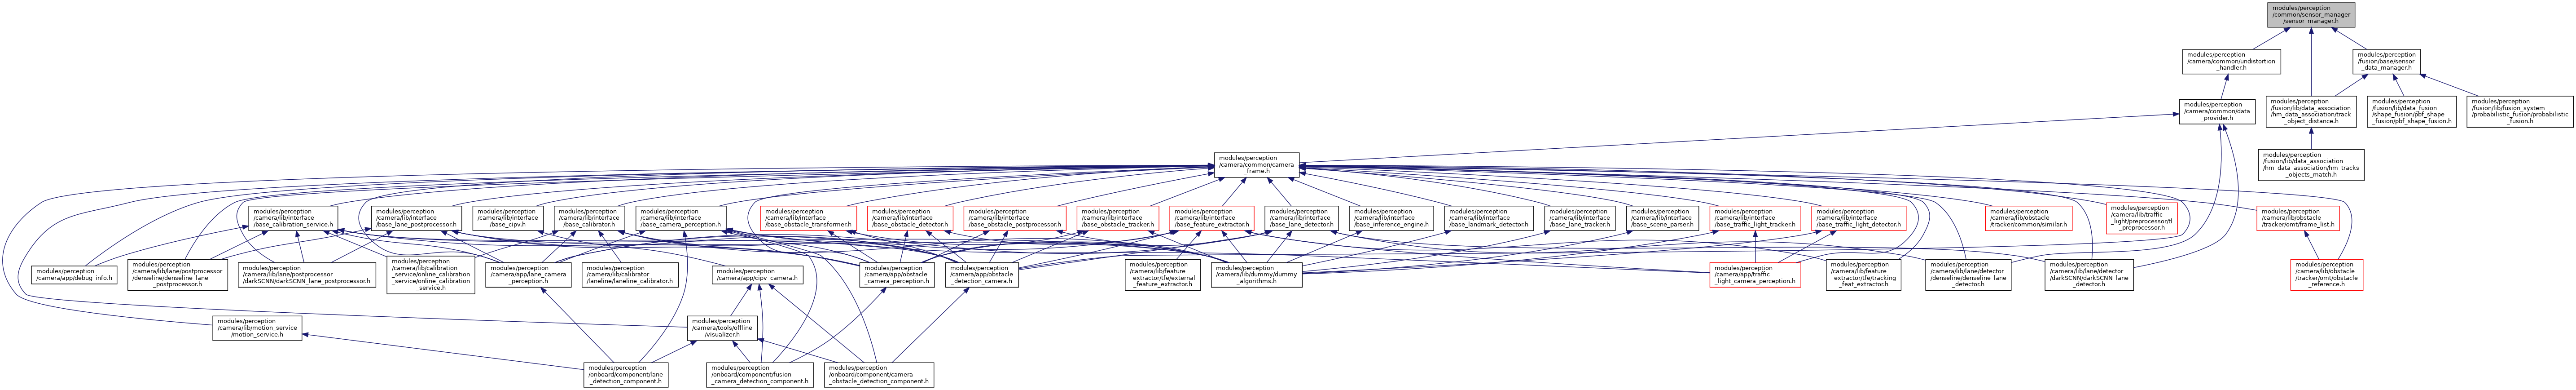 modules/perception
/common/sensor_manager
/sensor_manager.h
modules/perception
/camera/common/undistortion
_handler.h
modules/perception
/fusion/base/sensor
_data_manager.h
modules/perception
/camera/common/data
_provider.h
modules/perception
/fusion/lib/data_association
/hm_data_association/track
_object_distance.h
modules/perception
/fusion/lib/data_fusion
/shape_fusion/pbf_shape
_fusion/pbf_shape_fusion.h
modules/perception
/fusion/lib/fusion_system
/probabilistic_fusion/probabilistic
_fusion.h
modules/perception
/camera/common/camera
_frame.h
modules/perception
/fusion/lib/data_association
/hm_data_association/hm_tracks
_objects_match.h
modules/perception
/camera/lib/interface
/base_calibration_service.h
modules/perception
/camera/lib/interface
/base_lane_postprocessor.h
modules/perception
/camera/lib/interface
/base_cipv.h
modules/perception
/camera/lib/interface
/base_calibrator.h
modules/perception
/camera/lib/interface
/base_camera_perception.h
modules/perception
/camera/lib/interface
/base_obstacle_transformer.h
modules/perception
/camera/lib/interface
/base_obstacle_detector.h
modules/perception
/camera/lib/interface
/base_obstacle_postprocessor.h
modules/perception
/camera/lib/interface
/base_obstacle_tracker.h
modules/perception
/camera/lib/interface
/base_feature_extractor.h
modules/perception
/camera/lib/interface
/base_lane_detector.h
modules/perception
/camera/lib/interface
/base_inference_engine.h
modules/perception
/camera/lib/interface
/base_landmark_detector.h
modules/perception
/camera/lib/interface
/base_lane_tracker.h
modules/perception
/camera/lib/interface
/base_scene_parser.h
modules/perception
/camera/lib/interface
/base_traffic_light_tracker.h
modules/perception
/camera/lib/interface
/base_traffic_light_detector.h
modules/perception
/camera/lib/obstacle
/tracker/common/similar.h
modules/perception
/camera/lib/traffic
_light/preprocessor/tl
_preprocessor.h
modules/perception
/camera/lib/obstacle
/tracker/omt/frame_list.h
modules/perception
/camera/app/debug_info.h
modules/perception
/camera/lib/lane/postprocessor
/denseline/denseline_lane
_postprocessor.h
modules/perception
/camera/lib/lane/postprocessor
/darkSCNN/darkSCNN_lane_postprocessor.h
modules/perception
/camera/lib/calibration
_service/online_calibration
_service/online_calibration
_service.h
modules/perception
/camera/app/lane_camera
_perception.h
modules/perception
/camera/lib/calibrator
/laneline/laneline_calibrator.h
modules/perception
/camera/app/cipv_camera.h
modules/perception
/camera/app/obstacle
_camera_perception.h
modules/perception
/camera/app/obstacle
_detection_camera.h
modules/perception
/camera/lib/feature
_extractor/tfe/external
_feature_extractor.h
modules/perception
/camera/lib/dummy/dummy
_algorithms.h
modules/perception
/camera/app/traffic
_light_camera_perception.h
modules/perception
/camera/lib/feature
_extractor/tfe/tracking
_feat_extractor.h
modules/perception
/camera/lib/lane/detector
/denseline/denseline_lane
_detector.h
modules/perception
/camera/lib/lane/detector
/darkSCNN/darkSCNN_lane
_detector.h
modules/perception
/camera/lib/obstacle
/tracker/omt/obstacle
_reference.h
modules/perception
/camera/lib/motion_service
/motion_service.h
modules/perception
/camera/tools/offline
/visualizer.h
modules/perception
/onboard/component/lane
_detection_component.h
modules/perception
/onboard/component/fusion
_camera_detection_component.h
modules/perception
/onboard/component/camera
_obstacle_detection_component.h